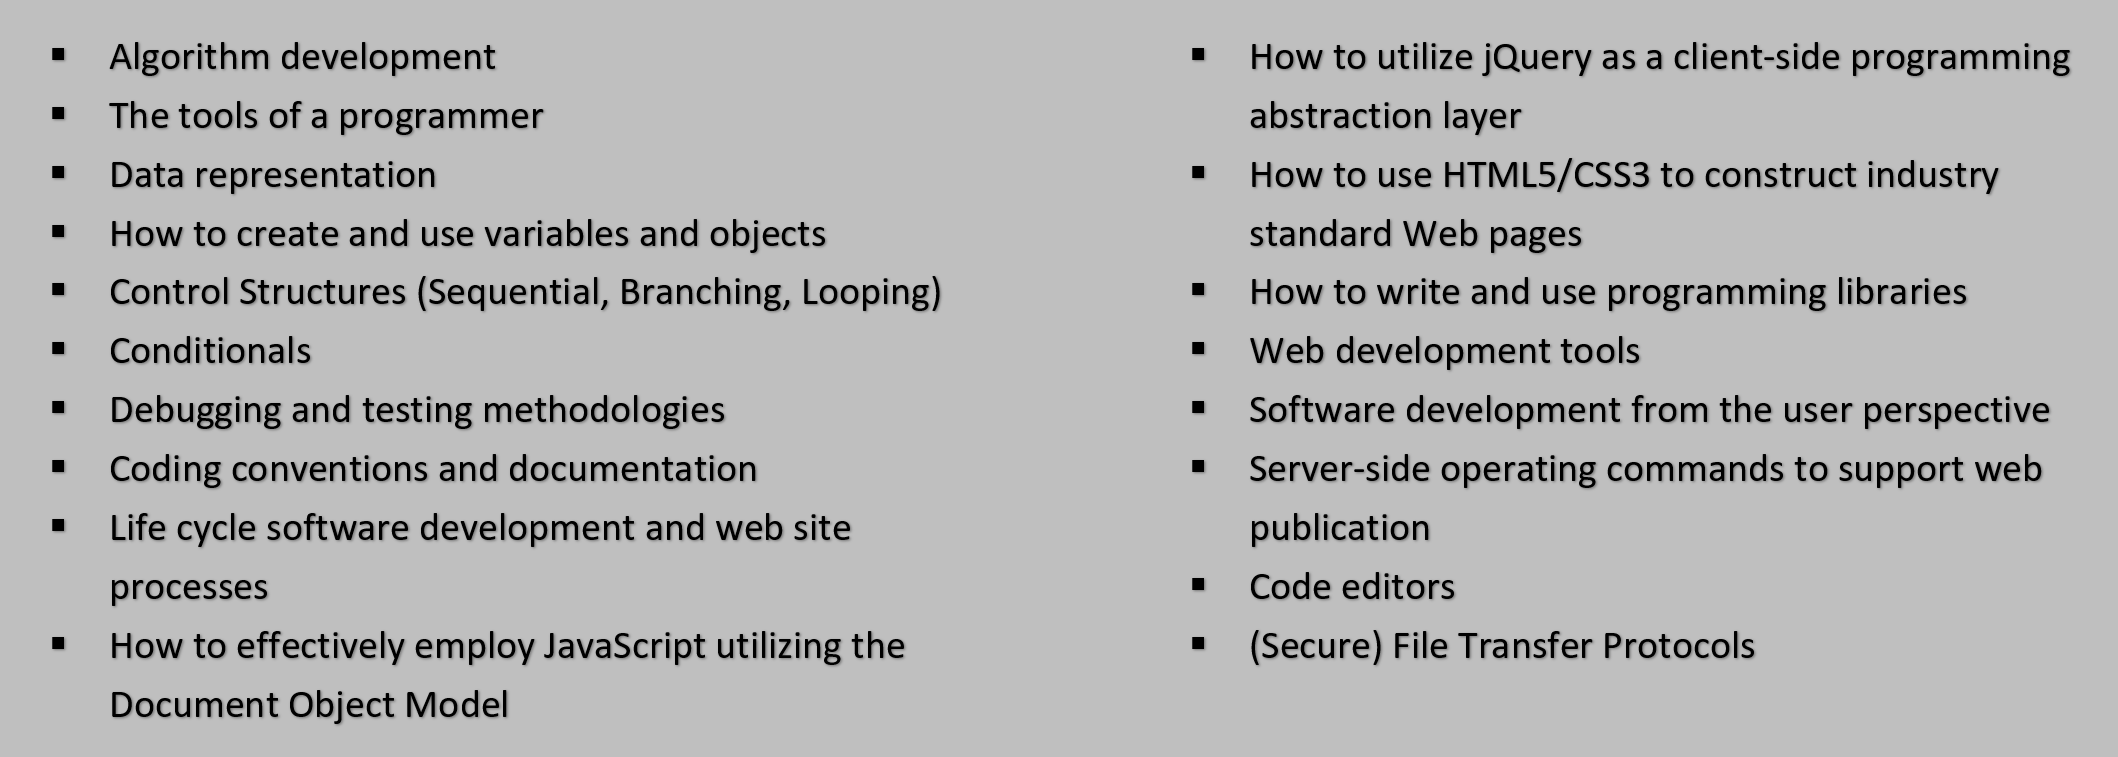 ▪ Algorithm development
▪ The tools of a programmer
▪ Data representation
▪ How to create and use variables and objects
▪ Control Structures (Sequential, Branching, Looping)
▪ Conditionals
▪ Debugging and testing methodologies
▪ Coding conventions and documentation
▪ Life cycle software development and web site
processes
▪ How to effectively employ JavaScript utilizing the
Document Object Model
▪ How to utilize jQuery as a client-side programming
abstraction layer
▪ How to use HTML5/CSS3 to construct industry
standard Web pages
▪ How to write and use programming libraries
▪ Web development tools
▪ Software development from the user perspective
▪ Server-side operating commands to support web
publication
▪ Code editors
▪ (Secure) File Transfer Protocols